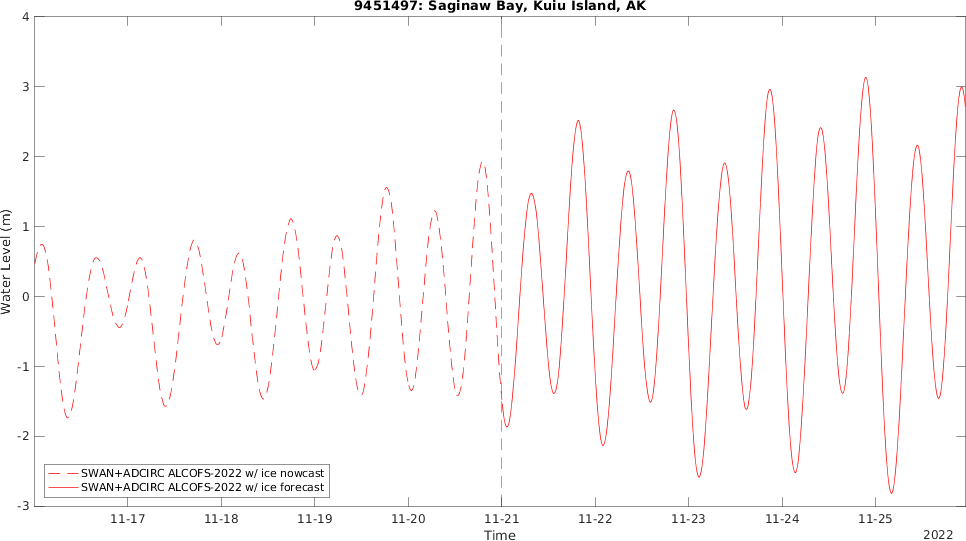 9451497: Saginaw Bay, Kuiu Island, AK
4
3
2
1
0
-1
-2
-3
Water Level (m)
SWAN+ADCIRC ALCOFS-2022 w/ ice nowcast
SWAN+ADCIRC ALCOFS-2022 w/ ice forecast
11-17 11-18 11-19 11-20 11-21 11-22 11-23 11-24 11-25
Time
2022